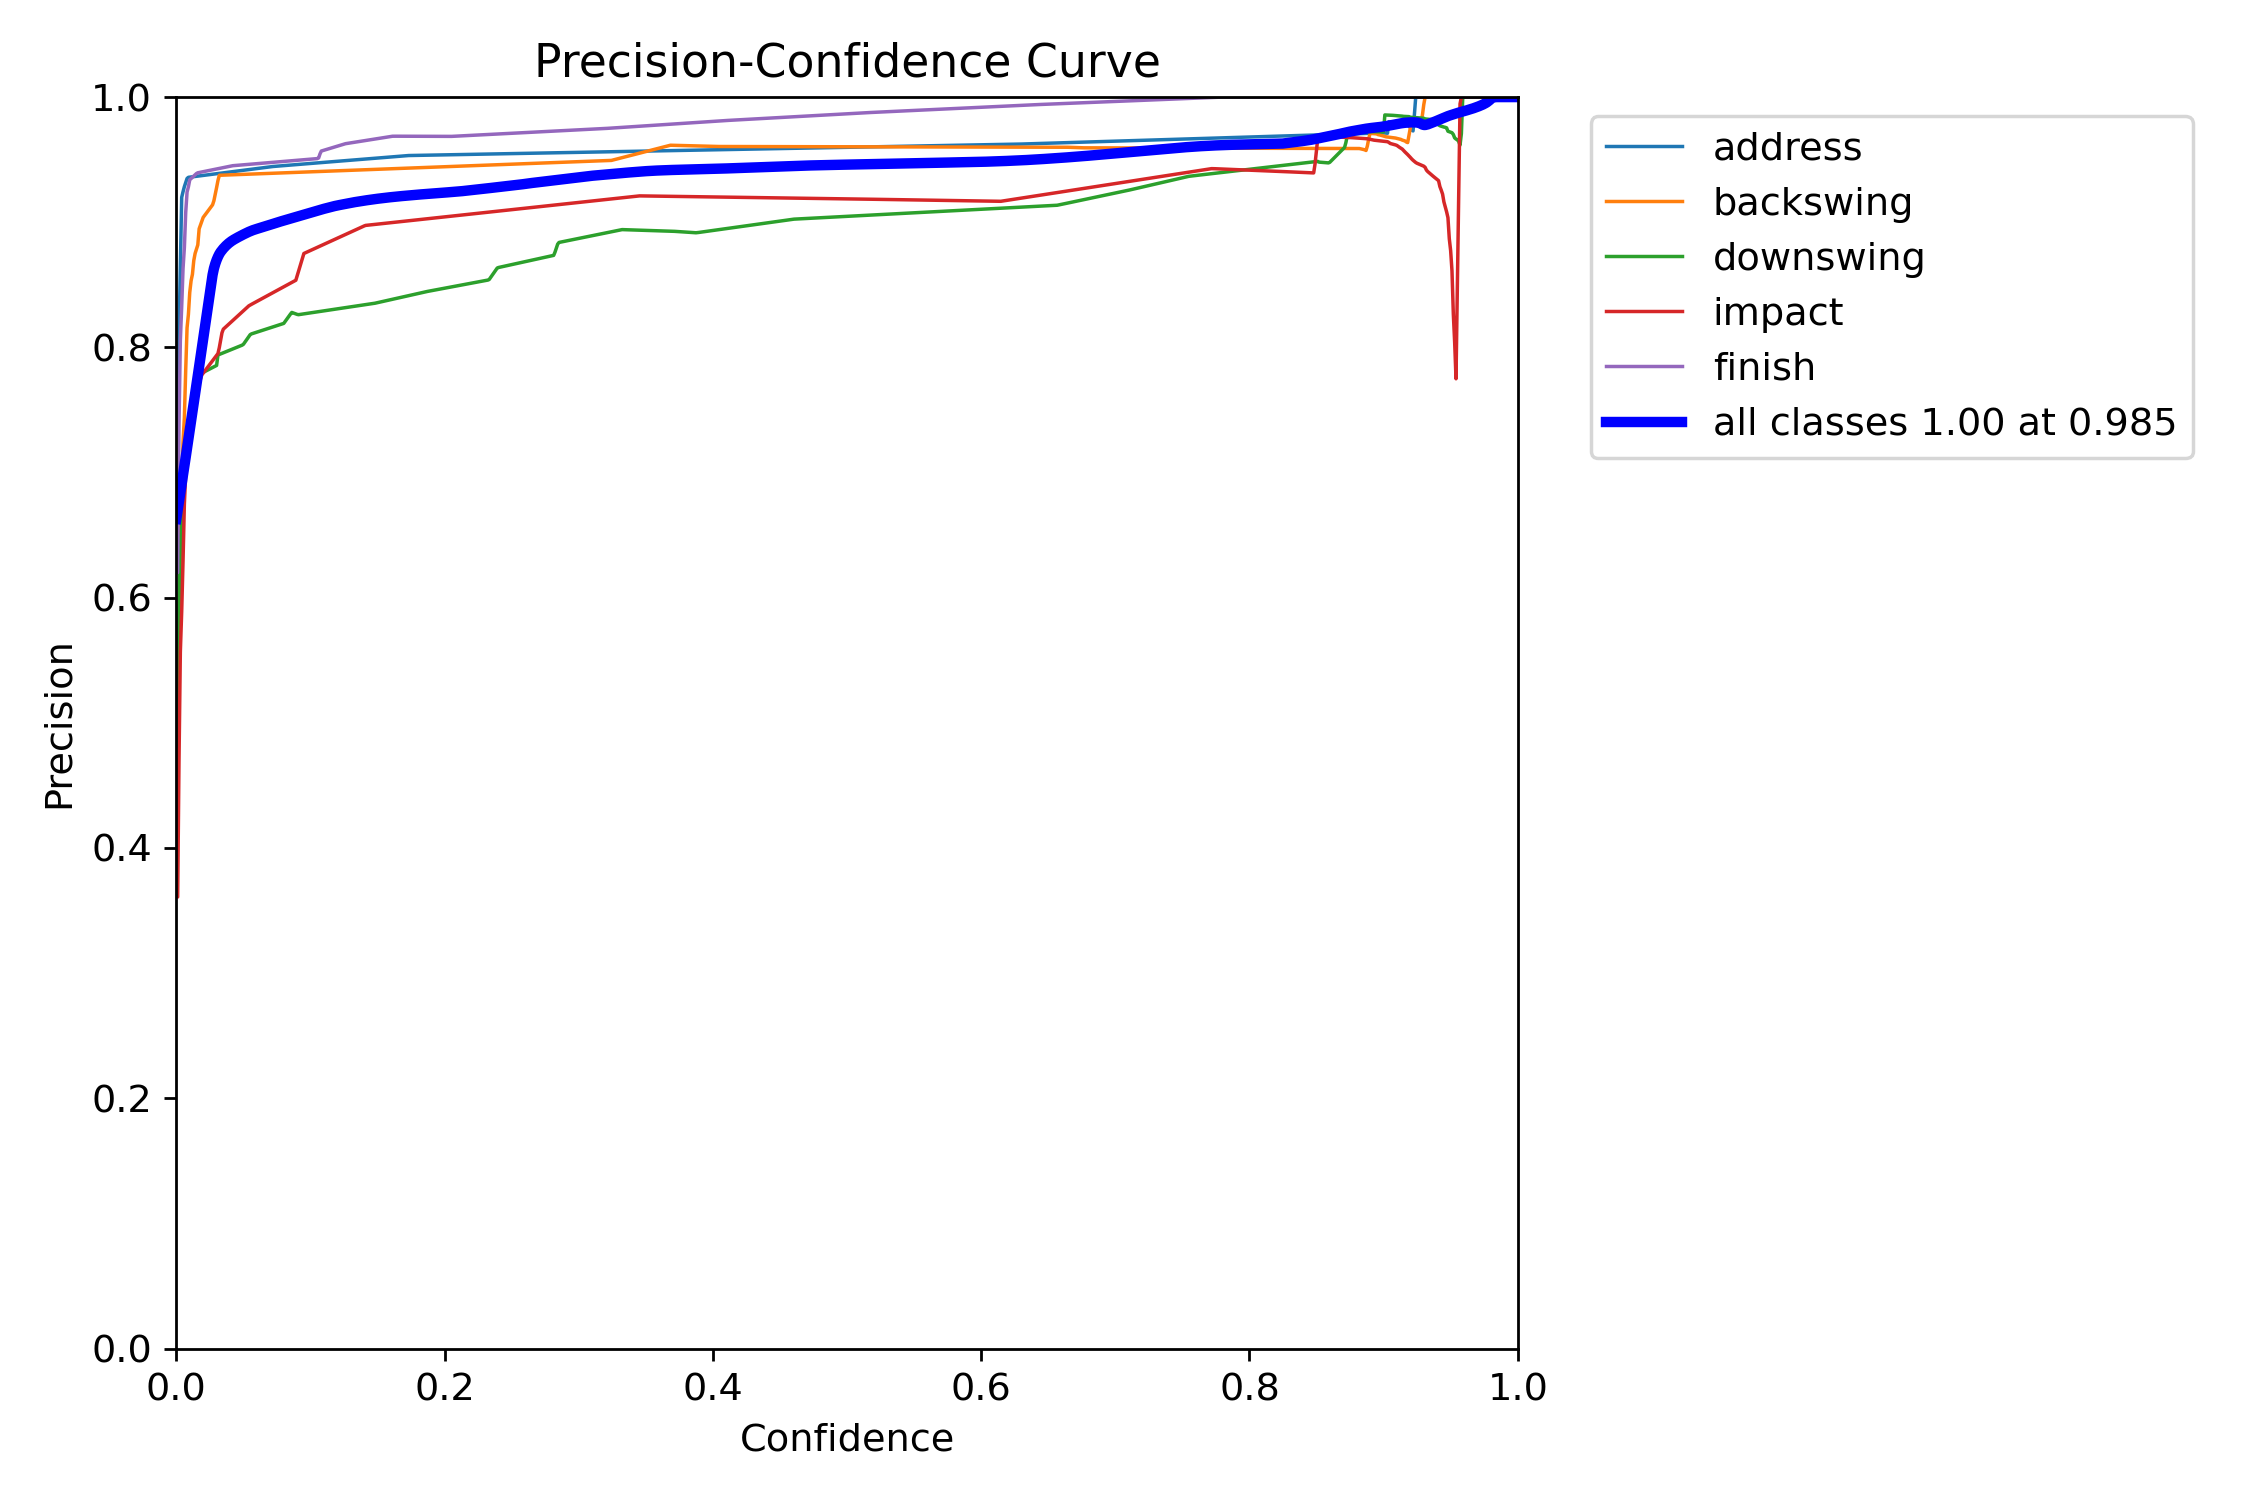 Precision-Confidence Curve
1.0
0.8
0.6
0.4
0.2
0.0
Precision
0.0 0.2 0.4 0.6 0.8 1.0
Confidence
address
backswing
downswing
impact
finish
all classes 1.00 at 0.985